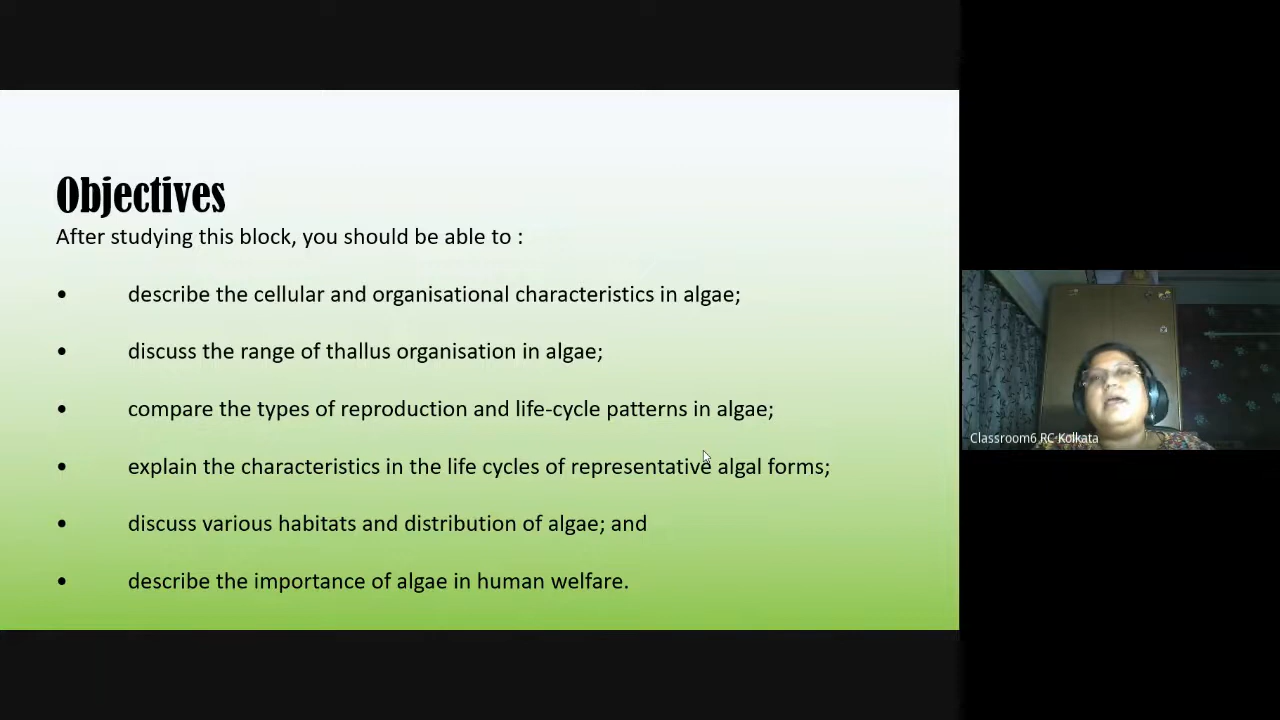 Objectives
After studying this block, you should be able to :
• describe the cellular and organisational characteristics in algae;
• discuss the range of thallus organisation in algae;
• compare the types of reproduction and life-cycle patterns in algae;
• explain the characteristics in the life cycles of representative algal forms;
• discuss various habitats and distribution of algae; and
• describe the importance of algae in human welfare.
Classroom6 RC Kolkata